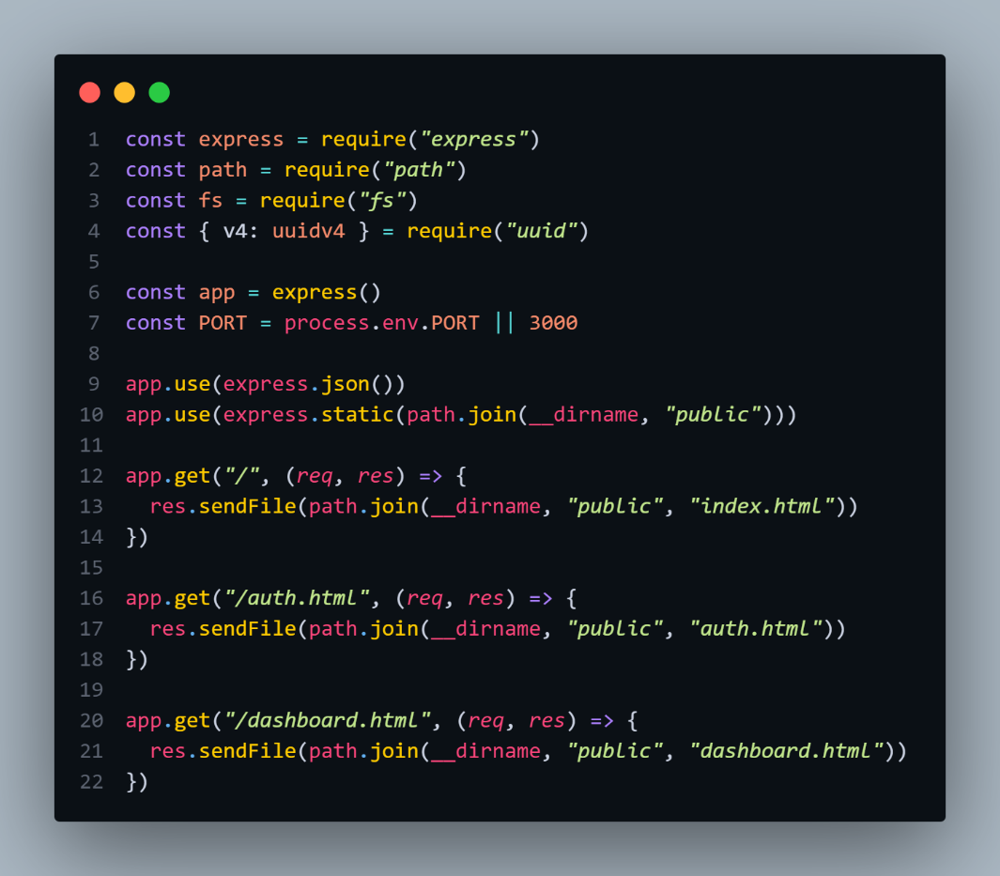 1 const express = require("express")
2 const path = require("path")
3 const fs = require("fs")
4 const { v4: uuidv4 } = require("uuid")
5
6 const app = express()
7 const PORT = process.env.PORT || 3000
8
9 app.use(express.json())
10 app.use(express.static(path.join(__dirname, "public")))
11
12 app.get("/", (req, res) => {
13   res.sendFile(path.join(__dirname, "public", "index.html"))
14 })
15
16 app.get("/auth.html", (req, res) => {
17   res.sendFile(path.join(__dirname, "public", "auth.html"))
18 })
19
20 app.get("/dashboard.html", (req, res) => {
21   res.sendFile(path.join(__dirname, "public", "dashboard.html"))
22 })